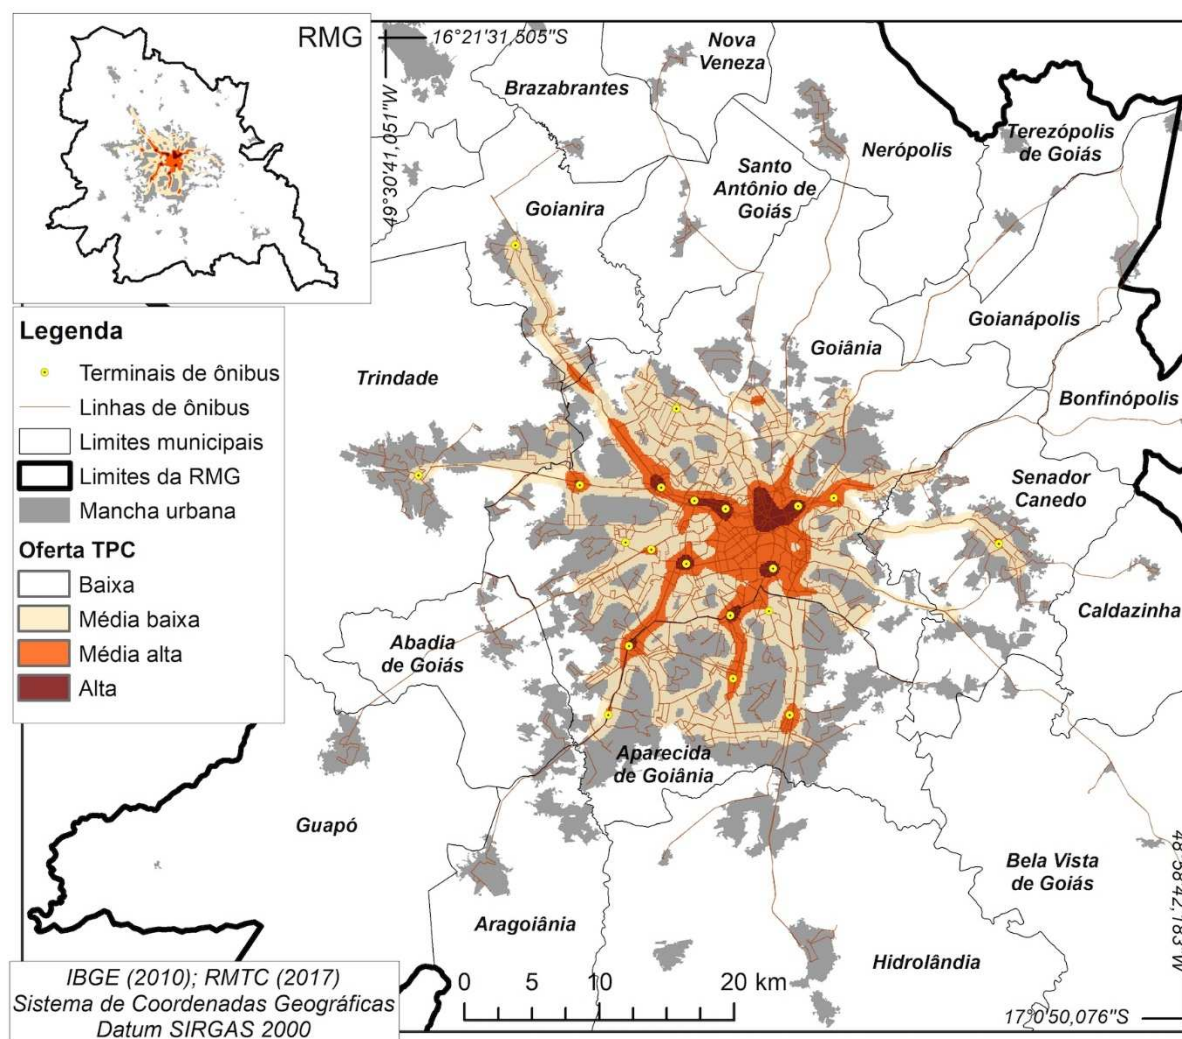 RMG
16°21'31,505"S
49°30'41,051"W
Nova
Veneza
Brazabrantes
Terezópolis
de Goiás
Nerópolis
Santo
Antônio de
Goiás
Goianira
Goianápolis
Goiânia
Trindade
Bonfinópolis
Senador
Canedo
Caldazinha
Abadia
de Goiás
Aparecida
de Goiânia
Guapó
Bela Vista
de Goiás
Aragoiânia
Hidrolândia
48°58'42,183"W
17°0'50,076"S
Legenda
Terminais de ônibus
Linhas de ônibus
Limites municipais
Limites da RMG
Mancha urbana
Oferta TPC
Baixa
Média baixa
Média alta
Alta
IBGE (2010); RMTC (2017)
Sistema de Coordenadas Geográficas
Datum SIRGAS 2000
0 5 10 20 km